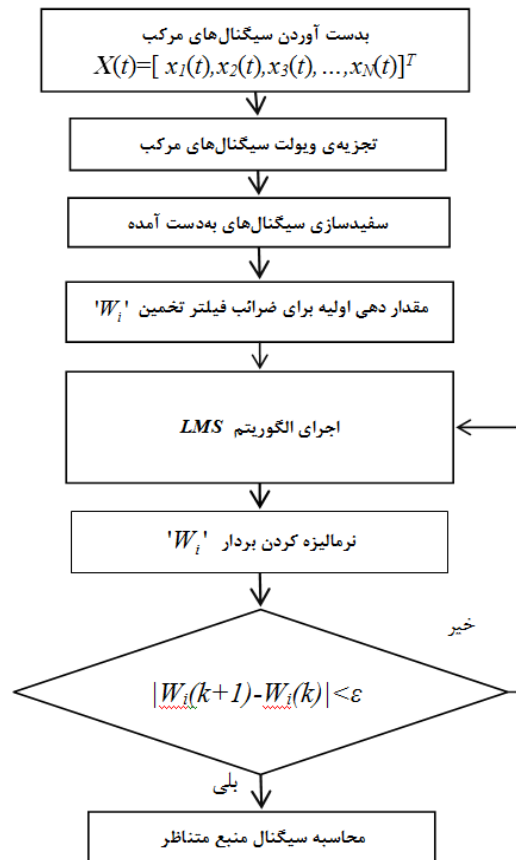 بدست آوردن سیگنال‌های مرکب
X(t)=[ x1(t),x2(t),x3(t),…,xN(t)]T
تجزیه‌ی ویولت سیگنال‌های مرکب
سفیدسازی سیگنال‌های به‌دست آمده
مقدار دهی اولیه برای ضرائب فیلتر تخمین 'Wi'
اجرای الگوریتم LMS
نرمالیزه کردن بردار 'Wi'
خیر
|Wi(k+1)-Wi(k)|<ε
بلی
محاسبه سیگنال منبع متناظر